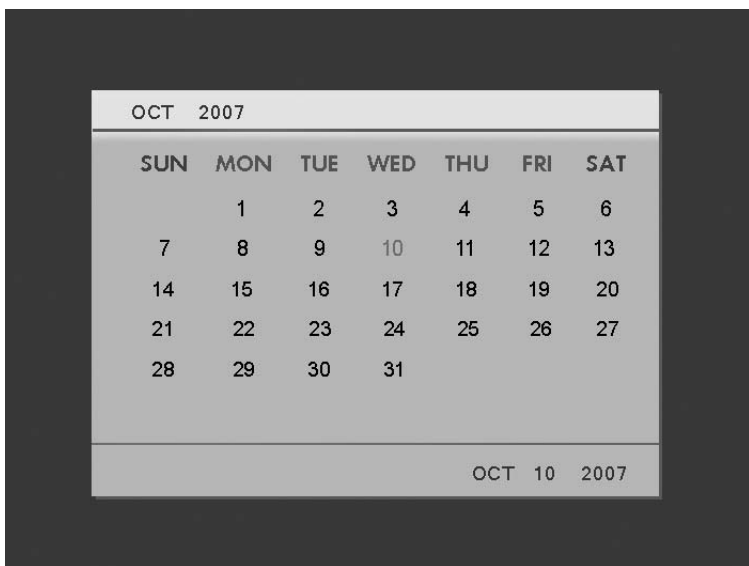 OCT 2007
SUN MON TUE WED THU FRI SAT
1 2 3 4 5 6
7 8 9 10 11 12 13
14 15 16 17 18 19 20
21 22 23 24 25 26 27
28 29 30 31
OCT 10 2007